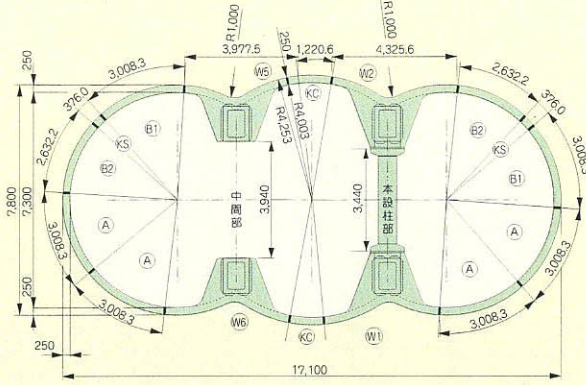 R1,000
R1,000
3,977.5
250
1,220.6
4,325.6
250
3,008.3
W5
KC
W2
2,632.2
376.0
376.0
KS
B1
R4,003
R4,253
B2
KS
B1
3,008.3
2,632.2
B2
7,800
7,300
中間部
3,940
3,440
本設柱部
A
A
A
A
3,008.3
3,008.3
3,008.3
3,008.3
250
W6
KC
W1
250
17,100